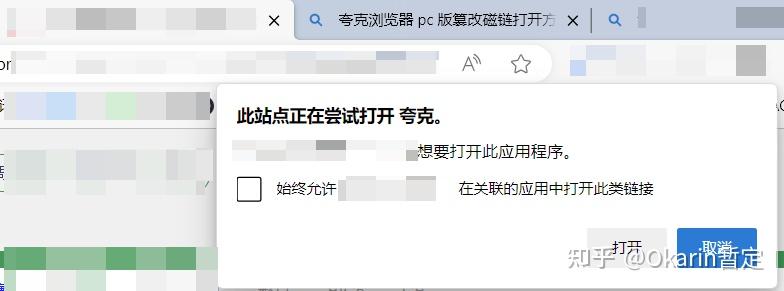 夸克浏览器 pc 版篡改磁链打开方
or
此站点正在尝试打开 夸克。
想要打开此应用程序。
始终允许 在关联的应用中打开此类链接
打开
取消
知乎 @Okarin暂定